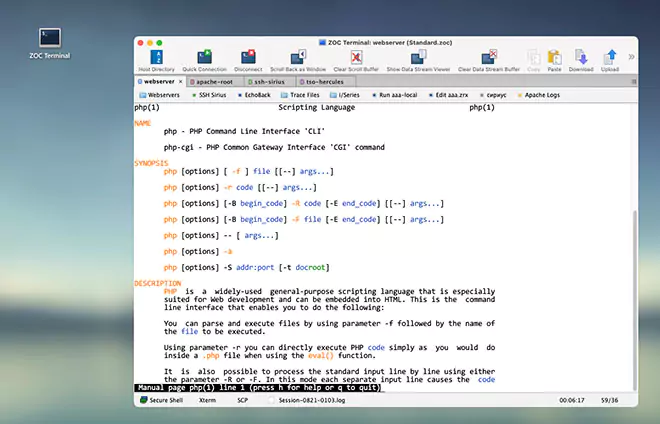 ZOC Terminal
ZOC Terminal: webserver (Standard.zoc)
Host Directory Quick Connection Disconnect Scroll Back as Window Clear Scroll Buffer Show Data Stream Viewer Clear Data Stream Buffer Copy Paste Download Upload
webserver × apache-root ssh-sirius tso-hercules
Webservers SSH Sirius EchoBack Trace Files I/Series Run aaa-local Edit aaa.zrx сириус Apache Logs
php(1) Scripting Language php(1)
NAME
php - PHP Command Line Interface 'CLI'
php-cgi - PHP Common Gateway Interface 'CGI' command
SYNOPSIS
php [options] [ -f ] file [[--] args...]
php [options] -r code [[--] args...]
php [options] [-B begin_code] -R code [-E end_code] [[--] args...]
php [options] [-B begin_code] -F file [-E end_code] [[--] args...]
php [options] -- [ args...]
php [options] -a
php [options] -S addr:port [-t docroot]
DESCRIPTION
PHP is a widely-used general-purpose scripting language that is especially
suited for Web development and can be embedded into HTML. This is the command
line interface that enables you to do the following:
You can parse and execute files by using parameter -f followed by the name of
the file to be executed.
Using parameter -r you can directly execute PHP code simply as you would do
inside a .php file when using the eval() function.
It is also possible to process the standard input line by line using either
the parameter -R or -F. In this mode each separate input line causes the code
Manual page php(1) line 1 (press h for help or q to quit)
Secure Shell Xterm SCP Session-0821-0103.log 00:06:17 59/36